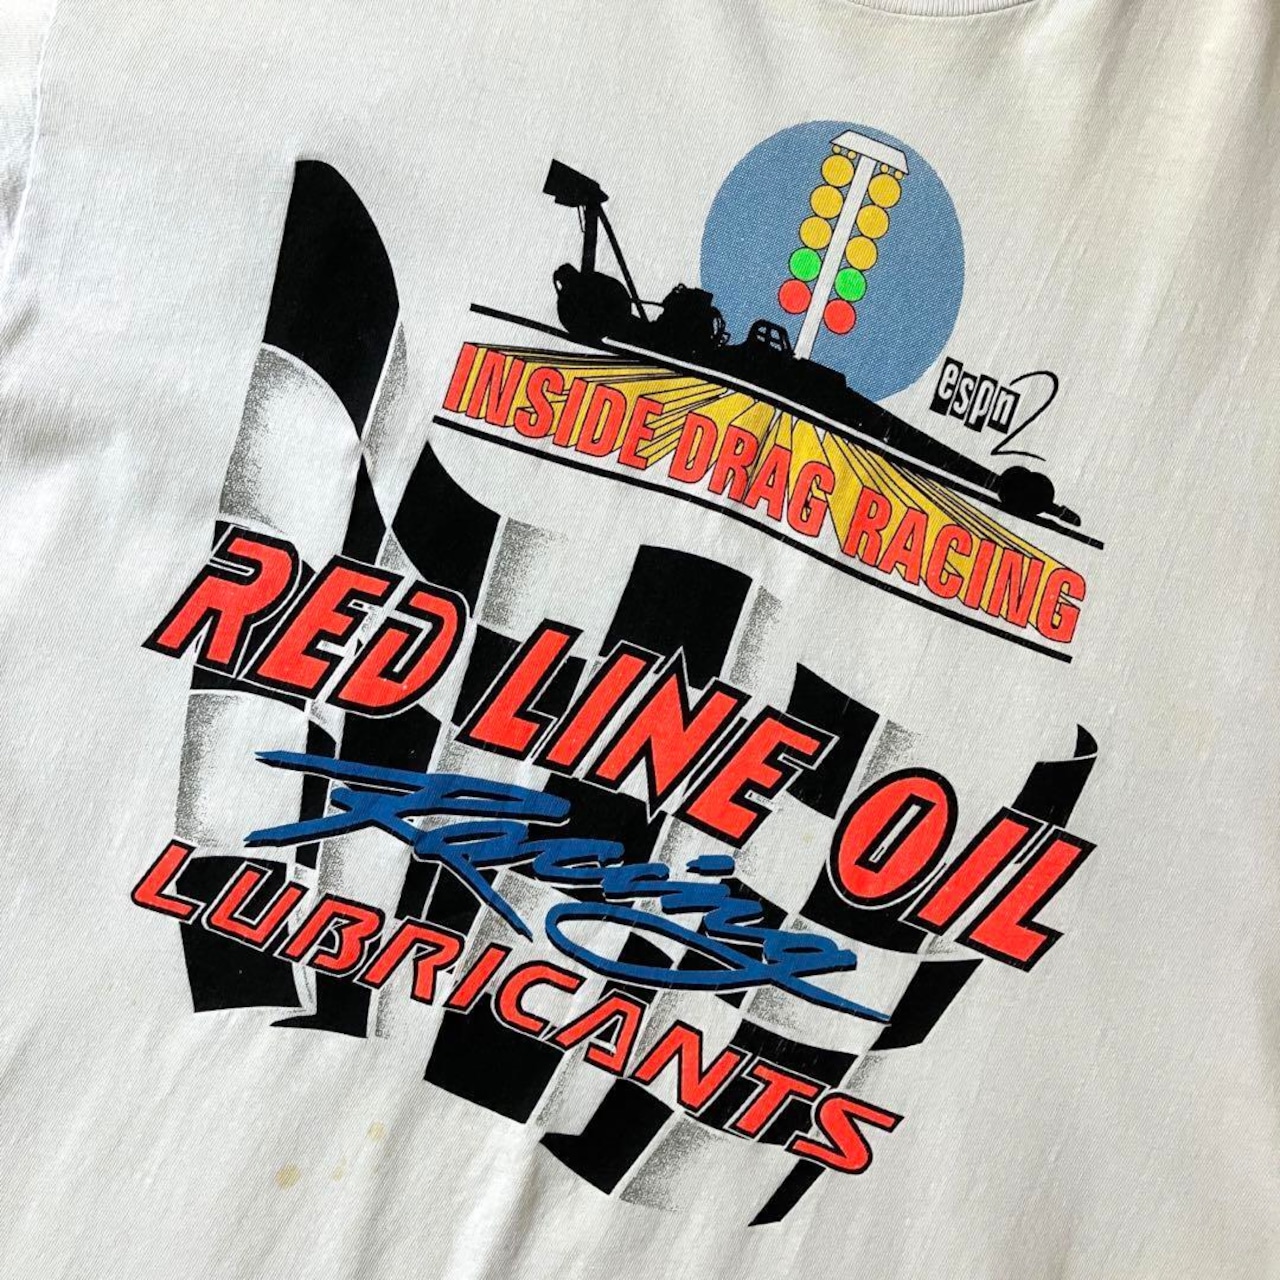 espn2
INSIDE DRAG RACING
RED LINE OIL
Racing
LUBRICANTS